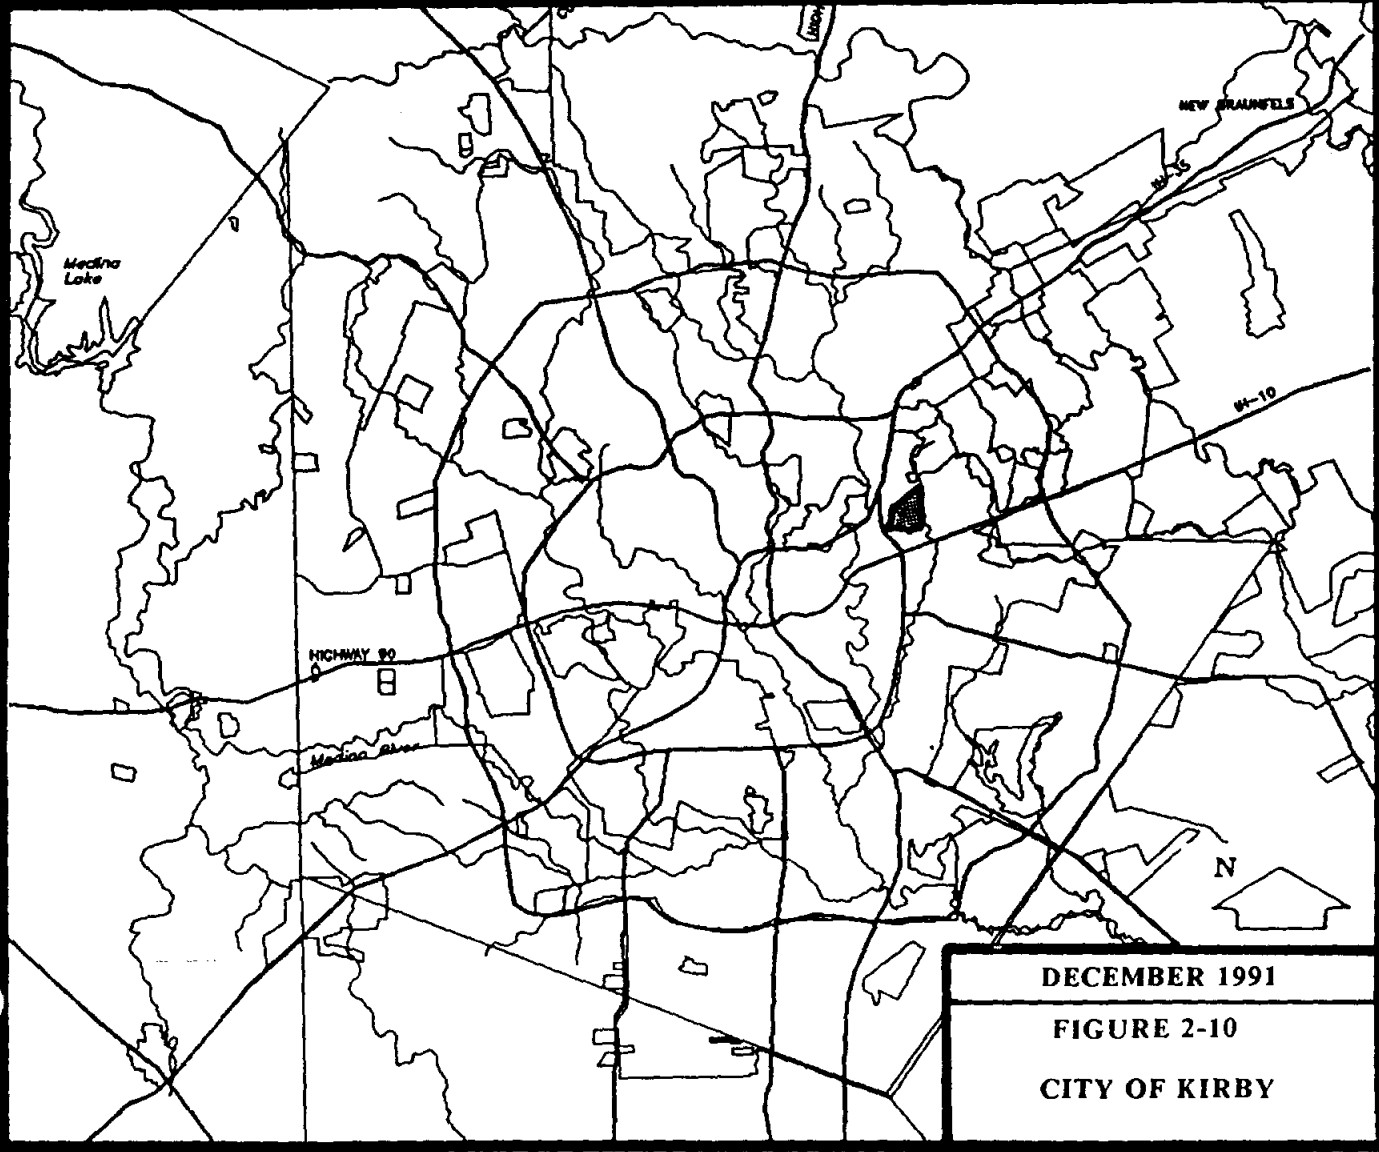 NEW BRAUNFELS
IH-35
Medina
Lake
IH-10
HIGHWAY 90
Medina River
N
DECEMBER 1991
FIGURE 2-10
CITY OF KIRBY